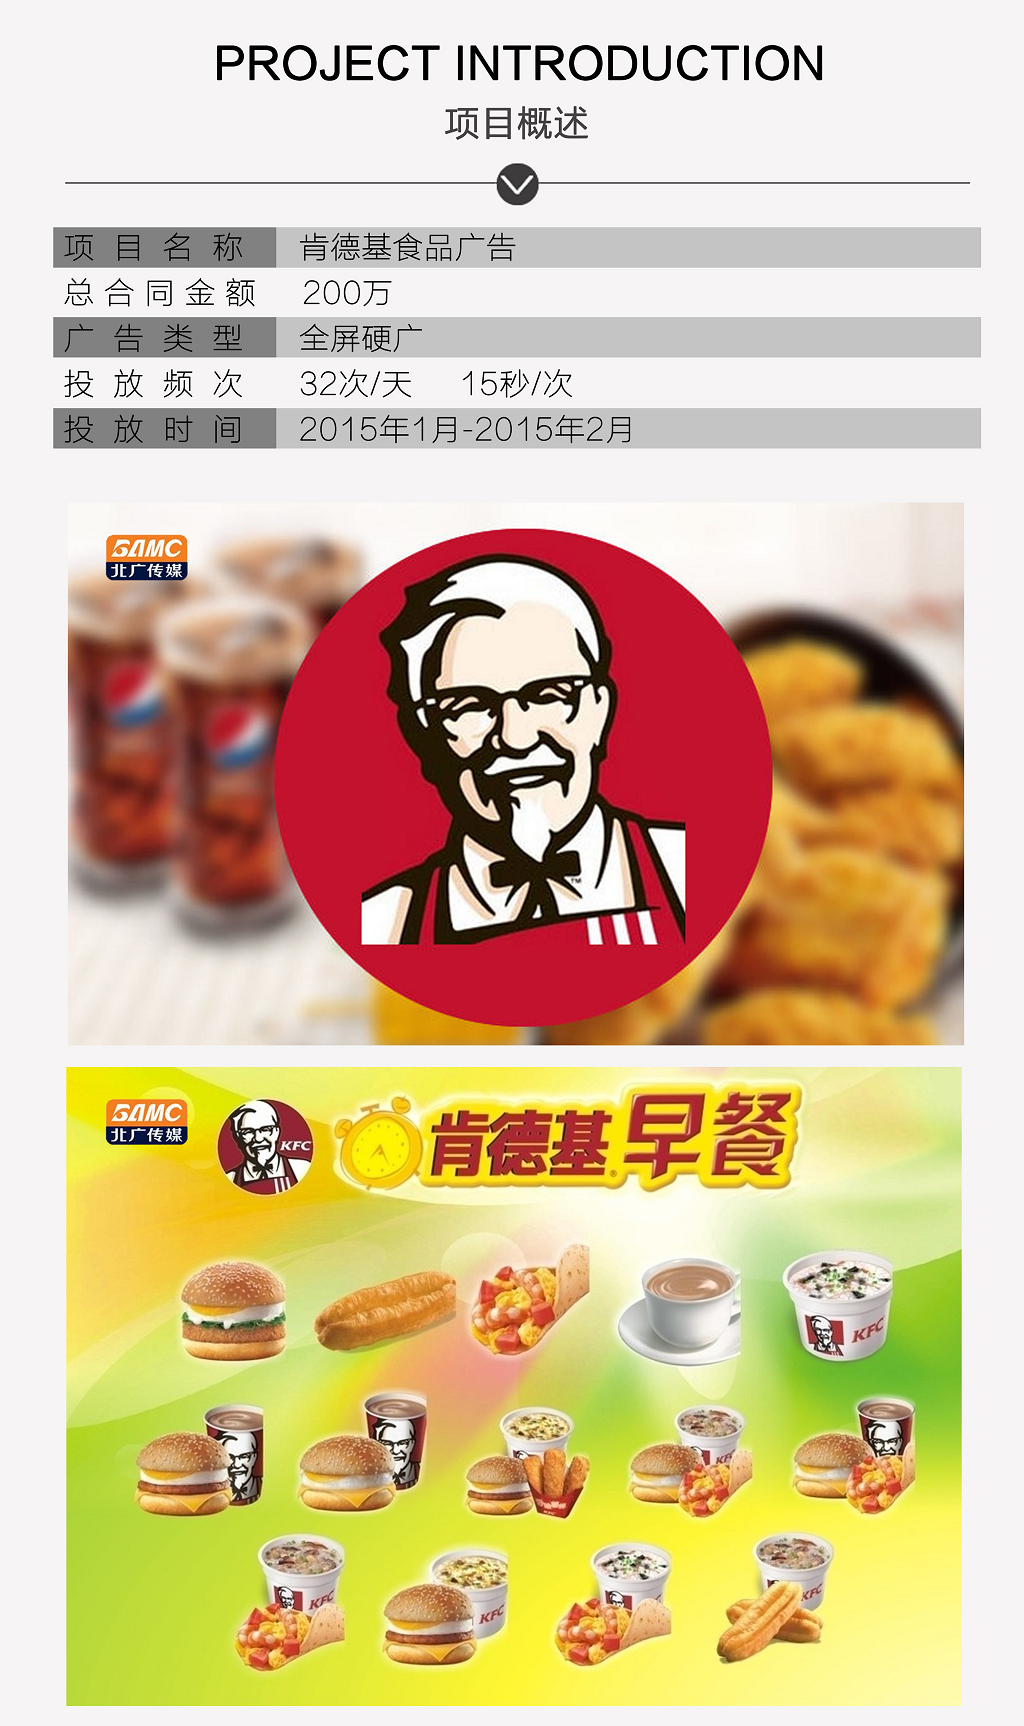 PROJECT INTRODUCTION
项目概述
项目名称 肯德基食品广告
总合同金额 200万
广告类型 全屏硬广
投放频次 32次/天 15秒/次
投放时间 2015年1月-2015年2月
BAMC
北广传媒
TM
BAMC
北广传媒
KFC
肯德基®早餐
KFC
KFC
KFC
KFC
KFC
KFC
KFC
KFC